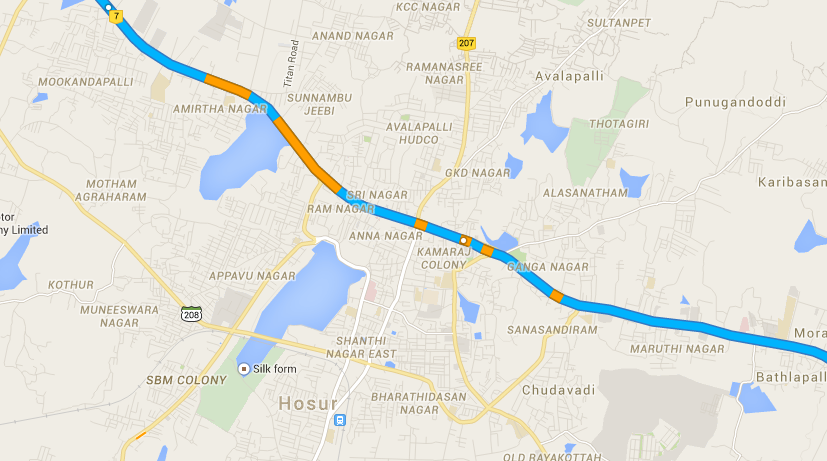 KCC NAGAR
SULTANPET
7
ANAND NAGAR
207
Titan Road
RAMANASREE
NAGAR
Avalapalli
MOOKANDAPALLI
SUNNAMBU
JEEBI
Punugandoddi
AMIRTHA NAGAR
AVALAPALLI
HUDCO
THOTAGIRI
GKD NAGAR
MOTHAM
AGRAHARAM
SRI NAGAR
ALASANATHAM
Karibasan
RAM NAGAR
otor
ny Limited
ANNA NAGAR
KAMARAJ
COLONY
GANGA NAGAR
APPAVU NAGAR
KOTHUR
MUNEESWARA
NAGAR
208
SANASANDIRAM
Mora
SHANTHI
NAGAR EAST
MARUTHI NAGAR
Silk form
SBM COLONY
Bathlapall
Chudavadi
Hosur
BHARATHIDASAN
NAGAR
OLD RAYAKOTTAH